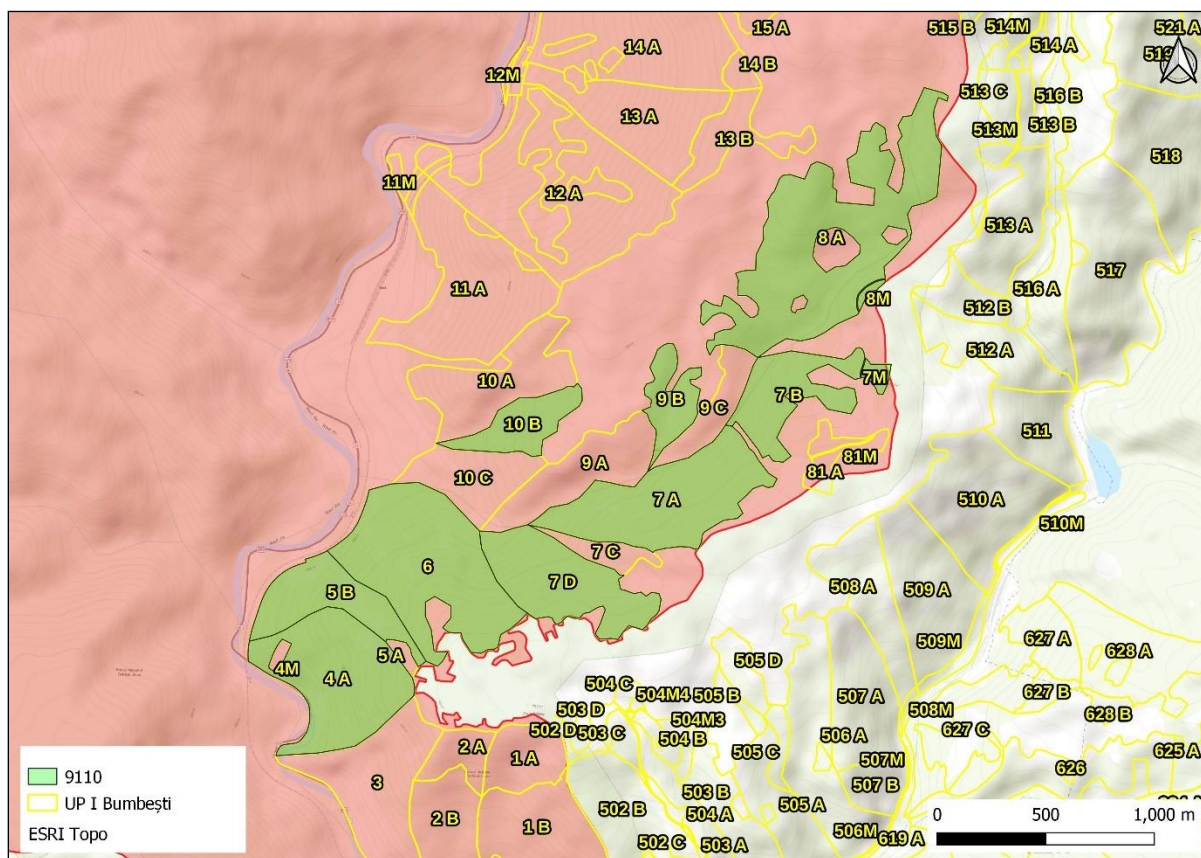 15 A
515 B
514M
521 A
14 A
514 A
14 B
12M
513 C
516 B
13 A
513M
513 B
13 B
518
11M
12 A
513 A
8 A
517
11 A
516 A
8M
512 B
512 A
10 A
7M
9 B
7 B
9 C
10 B
511
81M
9 A
81 A
10 C
7 A
510 A
510M
7 C
6
7 D
508 A
509 A
5 B
509M
627 A
628 A
5 A
4M
4 A
505 D
504 C
504M4
505 B
507 A
627 B
503 D
508M
628 B
504M3
502 D
503 C
627 C
504 B
506 A
2 A
1 A
505 C
507M
625 A
3
626
507 B
503 B
502 B
504 A
505 A
2 B
1 B
506M
619 A
502 C
503 A
9110
UP I Bumbești
ESRI Topo
0 500 1,000 m